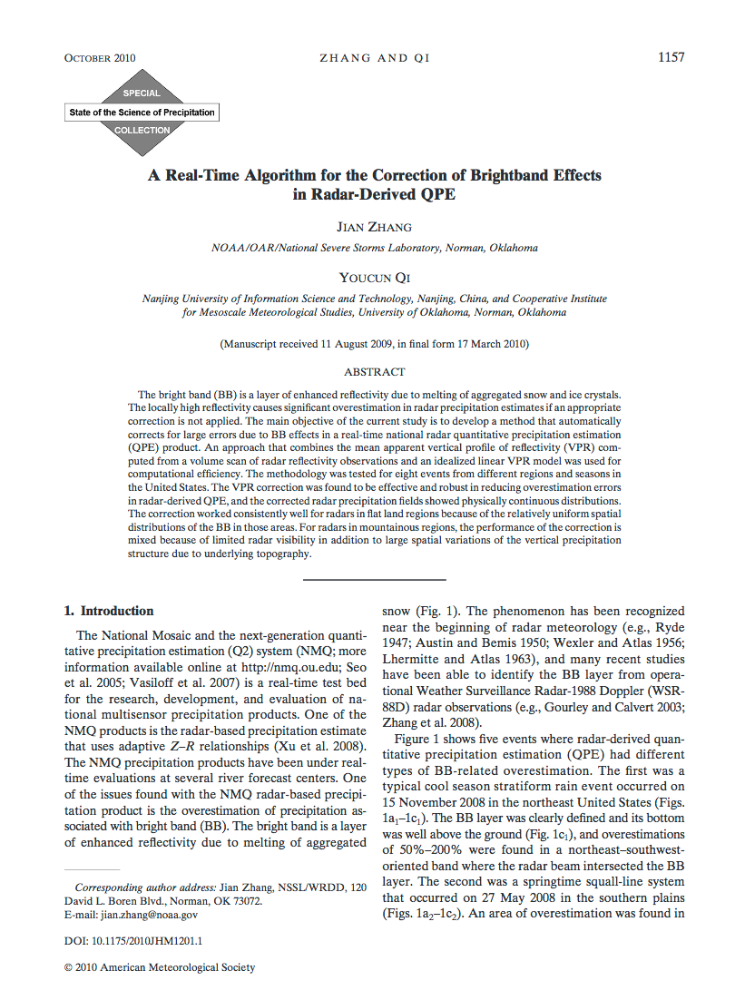 OCTOBER 2010
ZHANG AND QI
1157
SPECIAL
State of the Science of Precipitation
COLLECTION
A Real-Time Algorithm for the Correction of Brightband Effects
in Radar-Derived QPE
JIAN ZHANG
NOAA/OAR/National Severe Storms Laboratory, Norman, Oklahoma
YOUCUN QI
Nanjing University of Information Science and Technology, Nanjing, China, and Cooperative Institute
for Mesoscale Meteorological Studies, University of Oklahoma, Norman, Oklahoma
(Manuscript received 11 August 2009, in final form 17 March 2010)
ABSTRACT
The bright band (BB) is a layer of enhanced reflectivity due to melting of aggregated snow and ice crystals.
The locally high reflectivity causes significant overestimation in radar precipitation estimates if an appropriate
correction is not applied. The main objective of the current study is to develop a method that automatically
corrects for large errors due to BB effects in a real-time national radar quantitative precipitation estimation
(QPE) product. An approach that combines the mean apparent vertical profile of reflectivity (VPR) com-
puted from a volume scan of radar reflectivity observations and an idealized linear VPR model was used for
computational efficiency. The methodology was tested for eight events from different regions and seasons in
the United States. The VPR correction was found to be effective and robust in reducing overestimation errors
in radar-derived QPE, and the corrected radar precipitation fields showed physically continuous distributions.
The correction worked consistently well for radars in flat land regions because of the relatively uniform spatial
distributions of the BB in those areas. For radars in mountainous regions, the performance of the correction is
mixed because of limited radar visibility in addition to large spatial variations of the vertical precipitation
structure due to underlying topography.
1. Introduction
The National Mosaic and the next-generation quanti-
tative precipitation estimation (Q2) system (NMQ; more
information available online at http://nmq.ou.edu; Seo
et al. 2005; Vasiloff et al. 2007) is a real-time test bed
for the research, development, and evaluation of na-
tional multisensor precipitation products. One of the
NMQ products is the radar-based precipitation estimate
that uses adaptive Z–R relationships (Xu et al. 2008).
The NMQ precipitation products have been under real-
time evaluations at several river forecast centers. One
of the issues found with the NMQ radar-based precipi-
tation product is the overestimation of precipitation as-
sociated with bright band (BB). The bright band is a layer
of enhanced reflectivity due to melting of aggregated
Corresponding author address: Jian Zhang, NSSL/WRDD, 120
David L. Boren Blvd., Norman, OK 73072.
E-mail: jian.zhang@noaa.gov
DOI: 10.1175/2010JHM1201.1
© 2010 American Meteorological Society
snow (Fig. 1). The phenomenon has been recognized
near the beginning of radar meteorology (e.g., Ryde
1947; Austin and Bemis 1950; Wexler and Atlas 1956;
Lhermitte and Atlas 1963), and many recent studies
have been able to identify the BB layer from opera-
tional Weather Surveillance Radar-1988 Doppler (WSR-
88D) radar observations (e.g., Gourley and Calvert 2003;
Zhang et al. 2008).
Figure 1 shows five events where radar-derived quan-
titative precipitation estimation (QPE) had different
types of BB-related overestimation. The first was a
typical cool season stratiform rain event occurred on
15 November 2008 in the northeast United States (Figs.
1a₁–1c₁). The BB layer was clearly defined and its bottom
was well above the ground (Fig. 1c₁), and overestimations
of 50%–200% were found in a northeast–southwest-
oriented band where the radar beam intersected the BB
layer. The second was a springtime squall-line system
that occurred on 27 May 2008 in the southern plains
(Figs. 1a₂–1c₂). An area of overestimation was found in